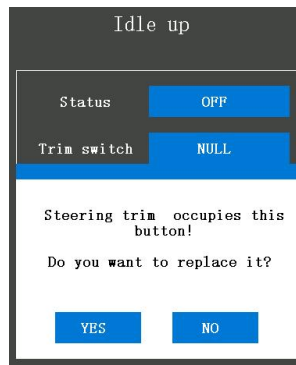 Idle up
Status OFF
Trim switch NULL
Steering trim occupies this
button!
Do you want to replace it?
YES NO